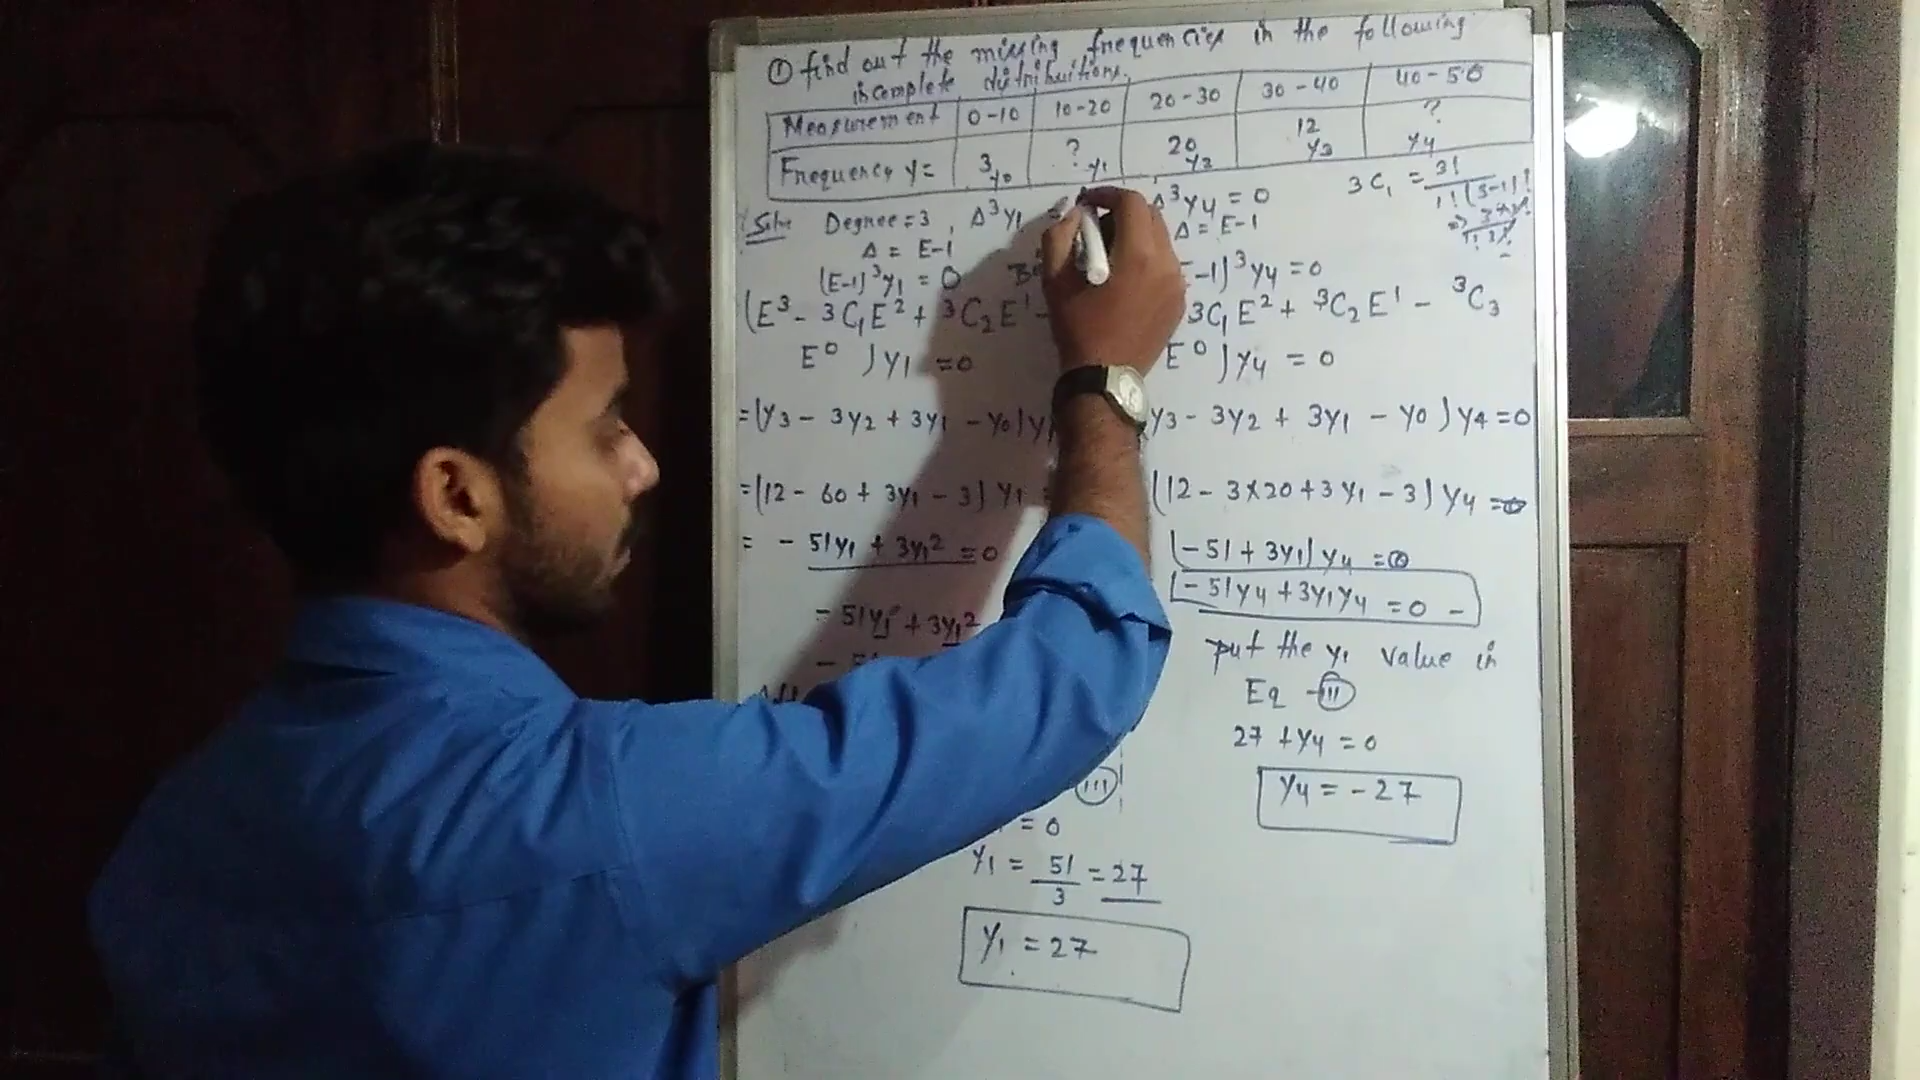 ① find out the missing frequencies in the following
incomplete distributions.
Measurement 0-10 10-20 20-30 30-40 40-50
Frequency y= 3 y0 ? y1 20 y2 12 y3 ? y4
Solve Degree = 3, Δ³y1 = Δ³y4 = 0
3C1 = 3! / 1!(3-1)!
Δ = E-1 Δ = E-1
(E-1)³y1 = 0 -1)³y4 = 0
(E³ - 3C1E² + 3C2E¹ - 3C1E² + ³C2E¹ - ³C3
E⁰ )y1 = 0 E⁰ )y4 = 0
=(y3 - 3y2 + 3y1 - y0)y1 y3 - 3y2 + 3y1 - y0)y4 = 0
=(12 - 60 + 3y1 - 3)y1 = (12 - 3×20 + 3y1 - 3)y4 = 0
= - 51y1 + 3y1² = 0 (-51 + 3y1)y4 = 0
(-51y4 + 3y1y4 = 0 -
- 51y1 + 3y1²
put the y1 value in
Eq - (iii)
27 + y4 = 0
(iii)
y4 = -27
= 0
y1 = 51/3 = 27
y1 = 27